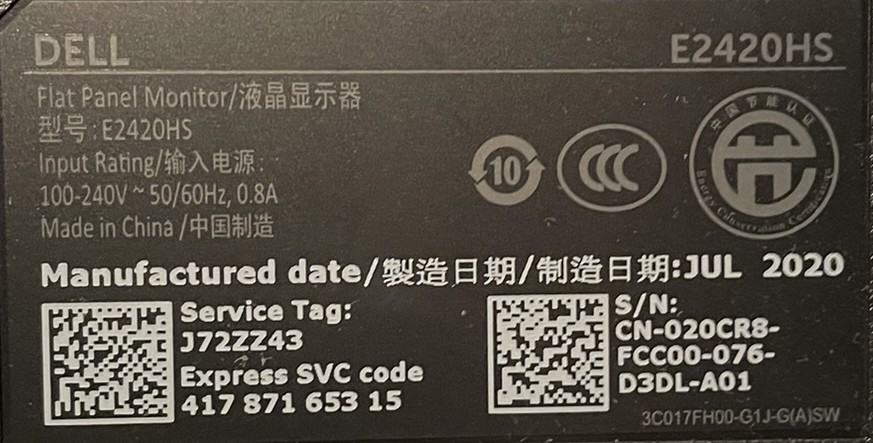 DELL
E2420HS
Flat Panel Monitor/液晶显示器
型号: E2420HS
Input Rating/输入电源:
100-240V ~ 50/60Hz, 0.8A
Made in China /中国制造
10
CCC
中国节能认证
Energy Conservation Certification
Manufactured date/製造日期/制造日期:JUL 2020
Service Tag:
J72ZZ43
Express SVC code
417 871 653 15
S/N:
CN-020CR8-
FCC00-076-
D3DL-A01
3C017FH00-G1J-G(A)SW